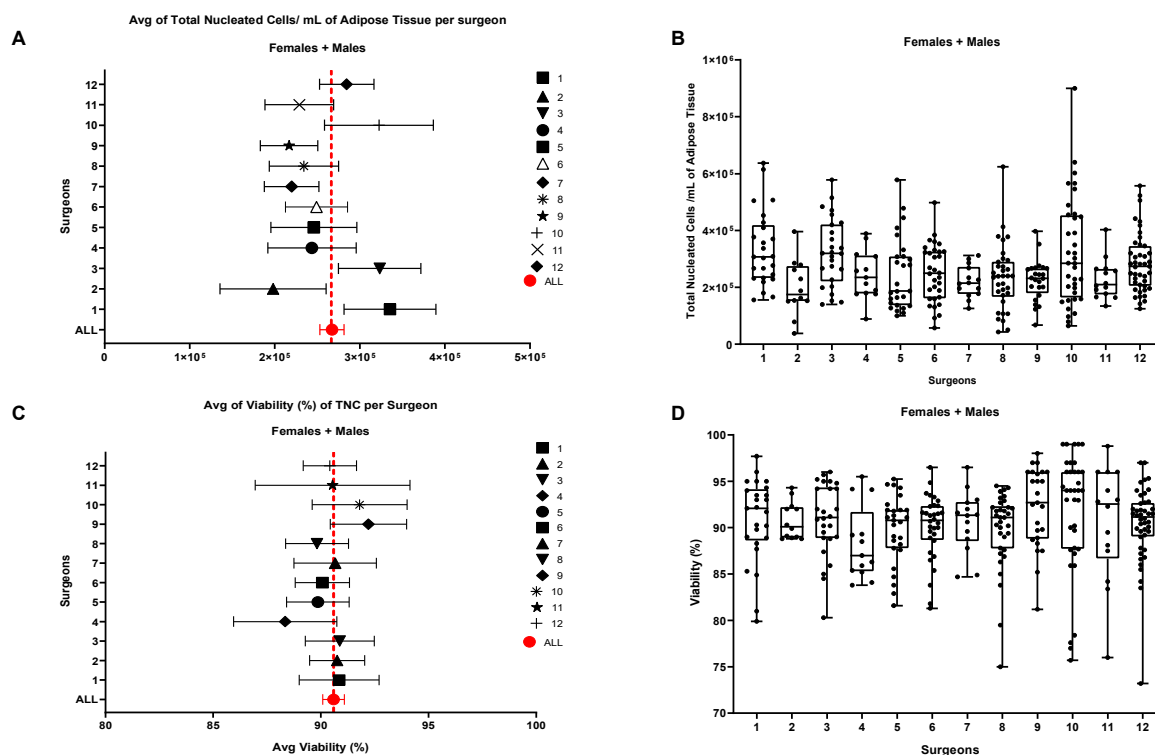 Avg of Total Nucleated Cells/ mL of Adipose Tissue per surgeon
A
Females + Males
12
11
10
9
8
7
6
5
4
3
2
1
ALL
Surgeons
0
1×10⁵
2×10⁵
3×10⁵
4×10⁵
5×10⁵
1
2
3
4
5
6
7
8
9
10
11
12
ALL
B
Females + Males
Total Nucleated Cells /mL of Adipose Tissue
1×10⁶
8×10⁵
6×10⁵
4×10⁵
2×10⁵
0
1 2 3 4 5 6 7 8 9 10 11 12
Surgeons
C
Avg of Viability (%) of TNC per Surgeon
Females + Males
12
11
10
9
8
7
6
5
4
3
2
1
ALL
Surgeons
80 85 90 95 100
Avg Viability (%)
1
2
3
4
5
6
7
8
9
10
11
12
ALL
D
Females + Males
Viability (%)
100
95
90
85
80
75
70
1 2 3 4 5 6 7 8 9 10 11 12
Surgeons